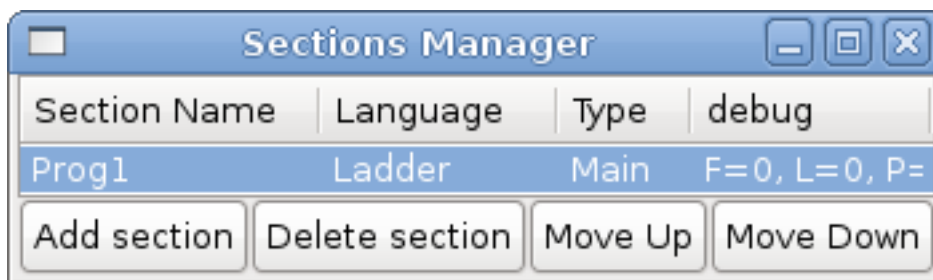 Sections Manager
Section Name Language Type debug
Prog1 Ladder Main F=0, L=0, P=
Add section Delete section Move Up Move Down